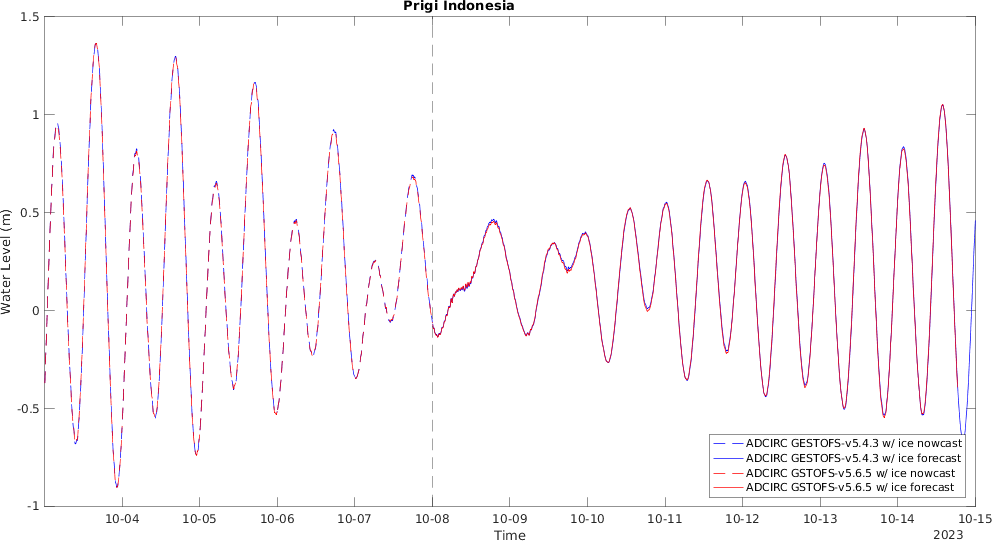 Prigi Indonesia
1.5
1
0.5
0
-0.5
-1
Water Level (m)
10-04
10-05
10-06
10-07
10-08
10-09
10-10
10-11
10-12
10-13
10-14
10-15
Time
2023
ADCIRC GESTOFS-v5.4.3 w/ ice nowcast
ADCIRC GESTOFS-v5.4.3 w/ ice forecast
ADCIRC GSTOFS-v5.6.5 w/ ice nowcast
ADCIRC GSTOFS-v5.6.5 w/ ice forecast